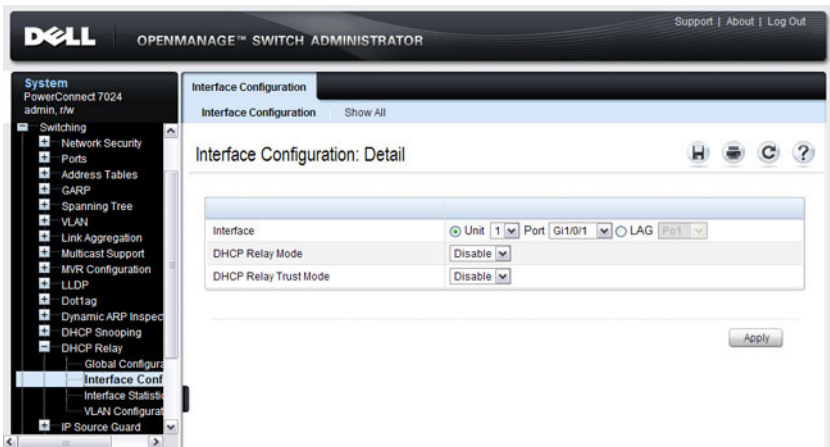 DELL
OPENMANAGE™ SWITCH ADMINISTRATOR
Support | About | Log Out
System
PowerConnect 7024
admin, r/w
Switching
Network Security
Ports
Address Tables
GARP
Spanning Tree
VLAN
Link Aggregation
Multicast Support
MVR Configuration
LLDP
Dot1ag
Dynamic ARP Inspec
DHCP Snooping
DHCP Relay
Global Configura
Interface Conf
Interface Statistic
VLAN Configurat
IP Source Guard
Interface Configuration
Interface Configuration Show All
Interface Configuration: Detail
Interface Unit 1 Port Gi1/0/1 LAG Po1
DHCP Relay Mode Disable
DHCP Relay Trust Mode Disable
Apply